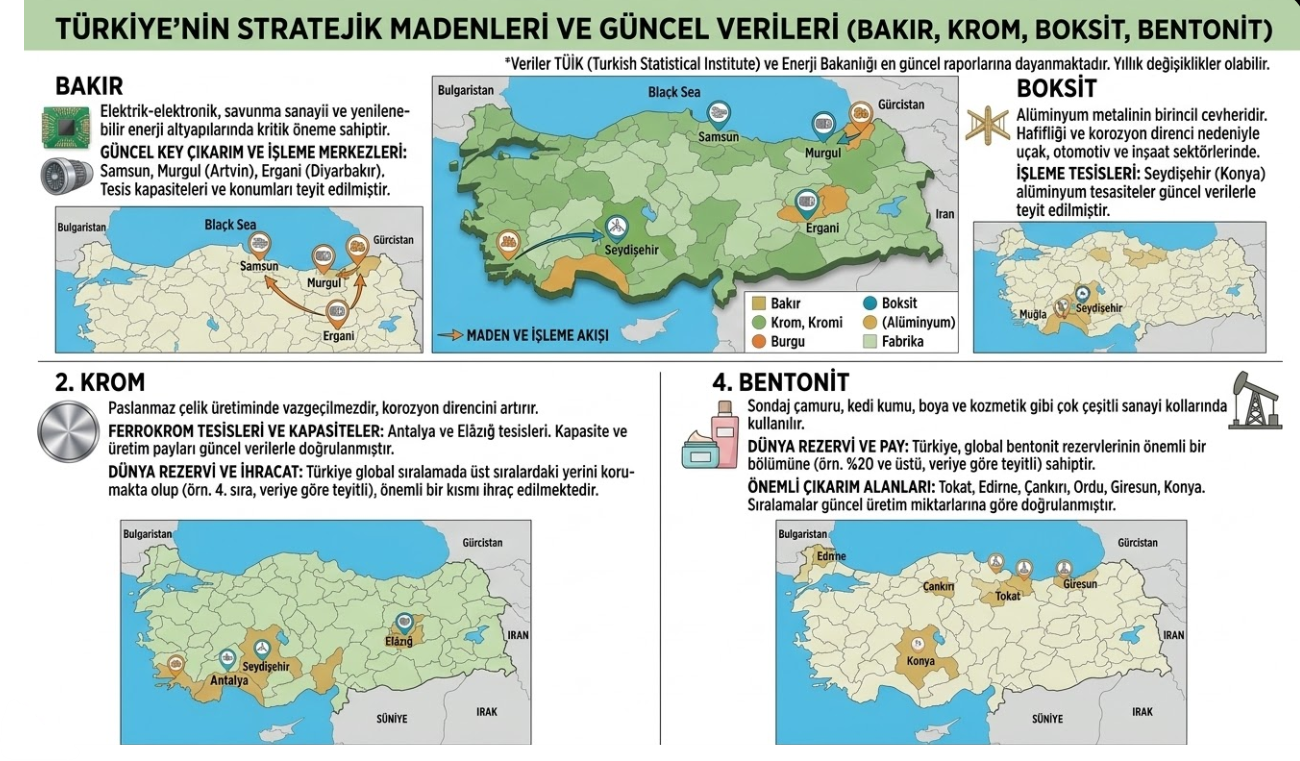 TÜRKİYE’NİN STRATEJİK MADENLERİ VE GÜNCEL VERİLERİ (BAKIR, KROM, BOKSİT, BENTONİT)
*Veriler TÜİK (Turkish Statistical Institute) ve Enerji Bakanlığı en güncel raporlarına dayanmaktadır. Yıllık değişiklikler olabilir.
BAKIR
Elektrik-elektronik, savunma sanayii ve yenilene-
bilir enerji altyapılarında kritik öneme sahiptir.
GÜNCEL KEY ÇIKARIM VE İŞLEME MERKEZLERİ:
Samsun, Murgul (Artvin), Ergani (Diyarbakır).
Tesis kapasiteleri ve konumları teyit edilmiştir.
Bulgaristan
Blaçk Sea
Gürcistan
Samsun
Murgul
Ergani
Bulgaristan
Blaçk Sea
Gürcistan
Samsun
Murgul
Iran
Ergani
Seydişehir
MADEN VE İŞLEME AKIŞI
Bakır
Krom, Kromi
Burgu
Boksit
(Alüminyum)
Fabrika
BOKSİT
Alüminyum metalinin birincil cevheridir.
Hafifliği ve korozyon direnci nedeniyle
uçak, otomotiv ve inşaat sektörlerinde.
İŞLEME TESİSLERİ: Seydişehir (Konya)
alüminyum tesasiteler güncel verilerle
teyit edilmiştir.
Muğla
Seydişehir
2. KROM
Paslanmaz çelik üretiminde vazgeçilmezdir, korozyon direncini artırır.
FERROKROM TESİSLERİ VE KAPASİTELER: Antalya ve Elâzığ tesisleri. Kapasite ve
üretim payları güncel verilerle doğrulanmıştır.
DÜNYA REZERVİ VE İHRACAT: Türkiye global sıralamada üst sıralardaki yerini koru-
makta olup (örn. 4. sıra, veriye göre teyitli), önemli bir kısmı ihraç edilmektedir.
Bulgaristan
Gürcistan
Elâzığ
IRAN
Seydişehir
Antalya
SÜNİYE
IRAK
4. BENTONİT
Sondaj çamuru, kedi kumu, boya ve kozmetik gibi çok çeşitli sanayi kollarında
kullanılır.
DÜNYA REZERVİ VE PAY: Türkiye, global bentonit rezervlerinin önemli bir
bölümüne (örn. %20 ve üstü, veriye göre teyitli) sahiptir.
ÖNEMLİ ÇIKARIM ALANLARI: Tokat, Edirne, Çankırı, Ordu, Giresun, Konya.
Sıralamalar güncel üretim miktarlarına göre doğrulanmıştır.
Bulgaristan
Gürcistan
Çankırı
Tokat
Giresun
IRAN
Konya
SÜNİYE
IRAK